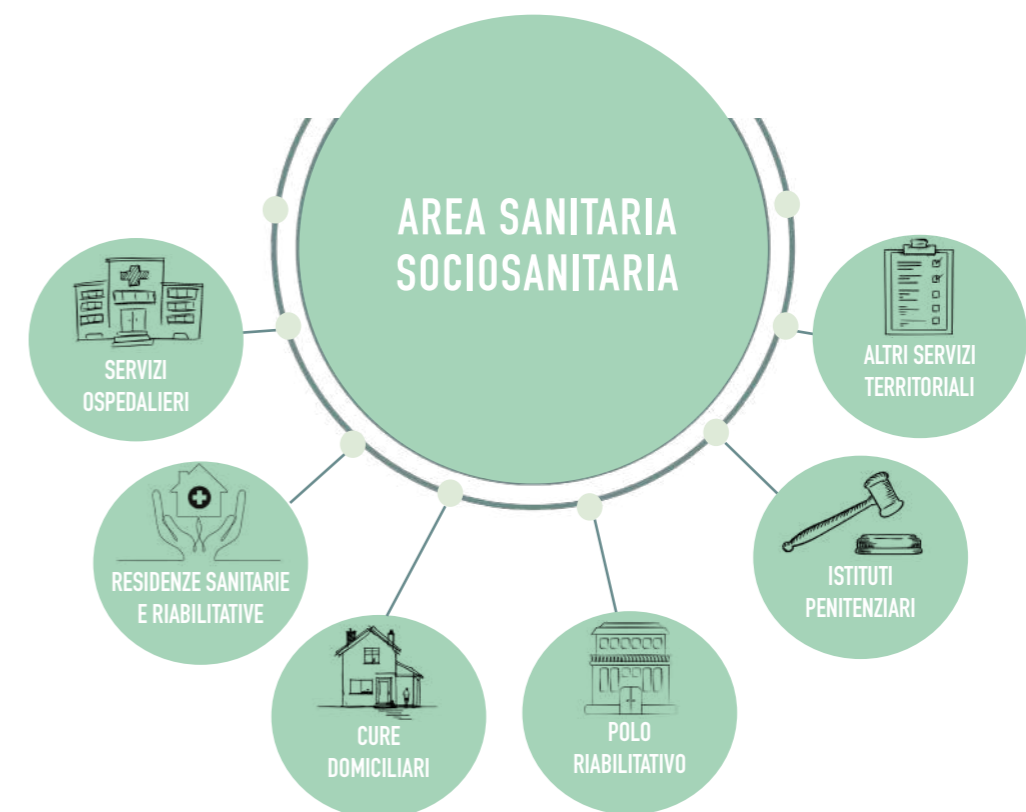 AREA SANITARIA
SOCIOSANITARIA
SERVIZI
OSPEDALIERI
RESIDENZE SANITARIE
E RIABILITATIVE
CURE
DOMICILIARI
POLO
RIABILITATIVO
ISTITUTI
PENITENZIARI
ALTRI SERVIZI
TERRITORIALI